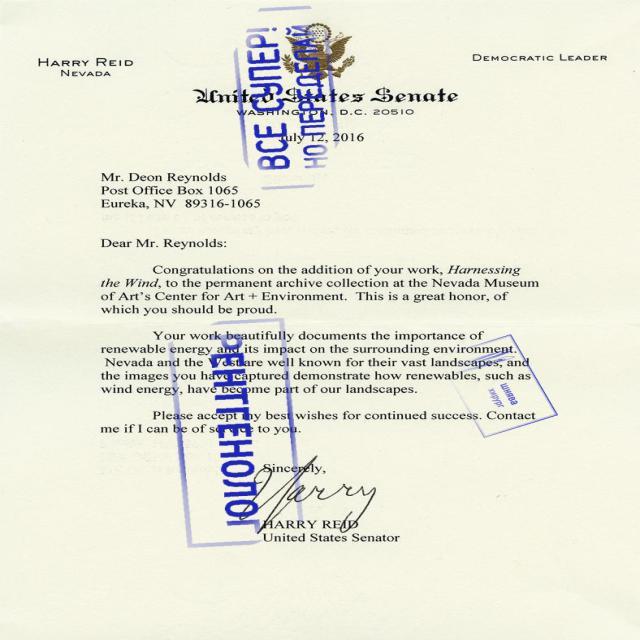 HARRY REID
NEVADA
DEMOCRATIC LEADER
United States Senate
WASHINGTON, D.C. 20510
July 12, 2016
ВСЕ СУПЕР!
НО ПЕРЕДЕЛАЙ
Mr. Deon Reynolds
Post Office Box 1065
Eureka, NV 89316-1065
Dear Mr. Reynolds:
Congratulations on the addition of your work, Harnessing
the Wind, to the permanent archive collection at the Nevada Museum
of Art's Center for Art + Environment. This is a great honor, of
which you should be proud.
Your work beautifully documents the importance of
renewable energy and its impact on the surrounding environment.
Nevada and the West are well known for their vast landscapes, and
the images you have captured demonstrate how renewables, such as
wind energy, have become part of our landscapes.
Please accept my best wishes for continued success. Contact
me if I can be of service to you.
РЕНТГЕНОЛОГ
шнява
хирург
Sincerely,
Harry
HARRY REID
United States Senator